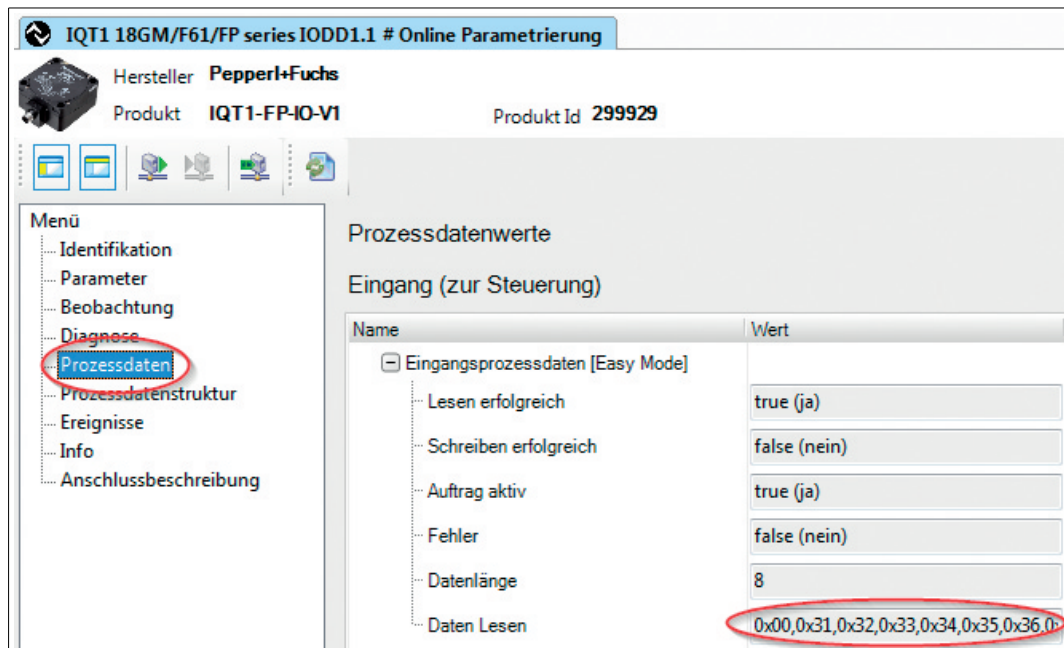 IQT1 18GM/F61/FP series IODD1.1 # Online Parametrierung
Hersteller Pepperl+Fuchs
Produkt IQT1-FP-IO-V1 Produkt Id 299929
Menü
Identifikation
Parameter
Beobachtung
Diagnose
Prozessdaten
Prozessdatenstruktur
Ereignisse
Info
Anschlussbeschreibung
Prozessdatenwerte
Eingang (zur Steuerung)
Name Wert
Eingangsprozessdaten [Easy Mode]
Lesen erfolgreich true (ja)
Schreiben erfolgreich false (nein)
Auftrag aktiv true (ja)
Fehler false (nein)
Datenlänge 8
Daten Lesen 0x00,0x31,0x32,0x33,0x34,0x35,0x36,0